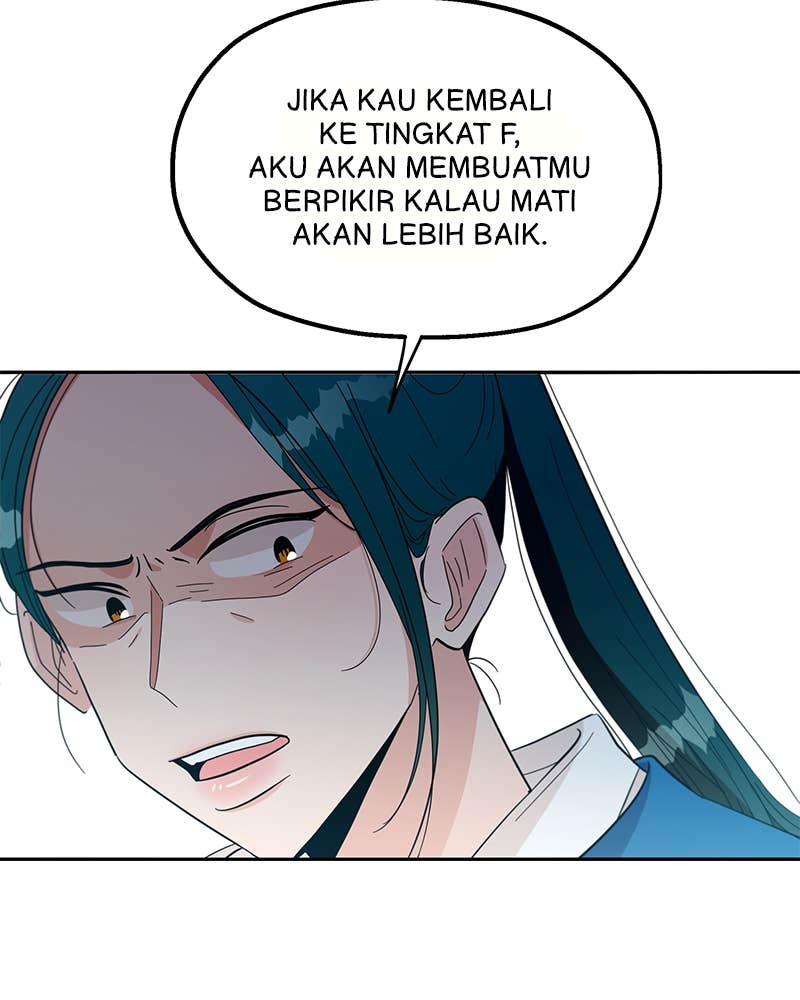 JIKA KAU KEMBALI
KE TINGKAT F,
AKU AKAN MEMBUATMU
BERPIKIR KALAU MATI
AKAN LEBIH BAIK.